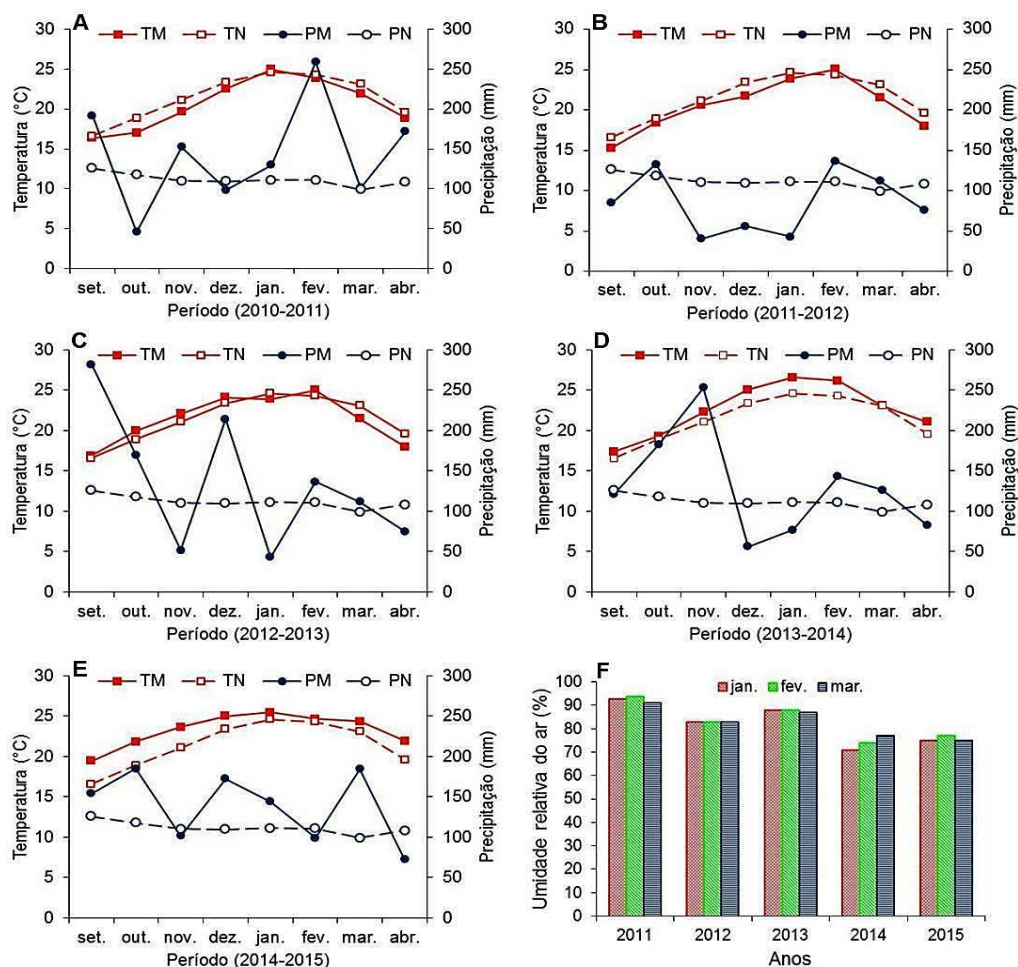 A
TM TN PM PN
Temperatura (°C)
30
25
20
15
10
5
0
Precipitação (mm)
300
250
200
150
100
50
0
set. out. nov. dez. jan. fev. mar. abr.
Período (2010-2011)
B
TM TN PM PN
Temperatura (°C)
30
25
20
15
10
5
0
Precipitação (mm)
300
250
200
150
100
50
0
set. out. nov. dez. jan. fev. mar. abr.
Período (2011-2012)
C
TM TN PM PN
Temperatura (°C)
30
25
20
15
10
5
0
Precipitação (mm)
300
250
200
150
100
50
0
set. out. nov. dez. jan. fev. mar. abr.
Período (2012-2013)
D
TM TN PM PN
Temperatura (°C)
30
25
20
15
10
5
0
Precipitação (mm)
300
250
200
150
100
50
0
set. out. nov. dez. jan. fev. mar. abr.
Período (2013-2014)
E
TM TN PM PN
Temperatura (°C)
30
25
20
15
10
5
0
Precipitação (mm)
300
250
200
150
100
50
0
set. out. nov. dez. jan. fev. mar. abr.
Período (2014-2015)
F
jan. fev. mar.
Umidade relativa do ar (%)
100
90
80
70
60
50
40
30
20
10
0
2011 2012 2013 2014 2015
Anos